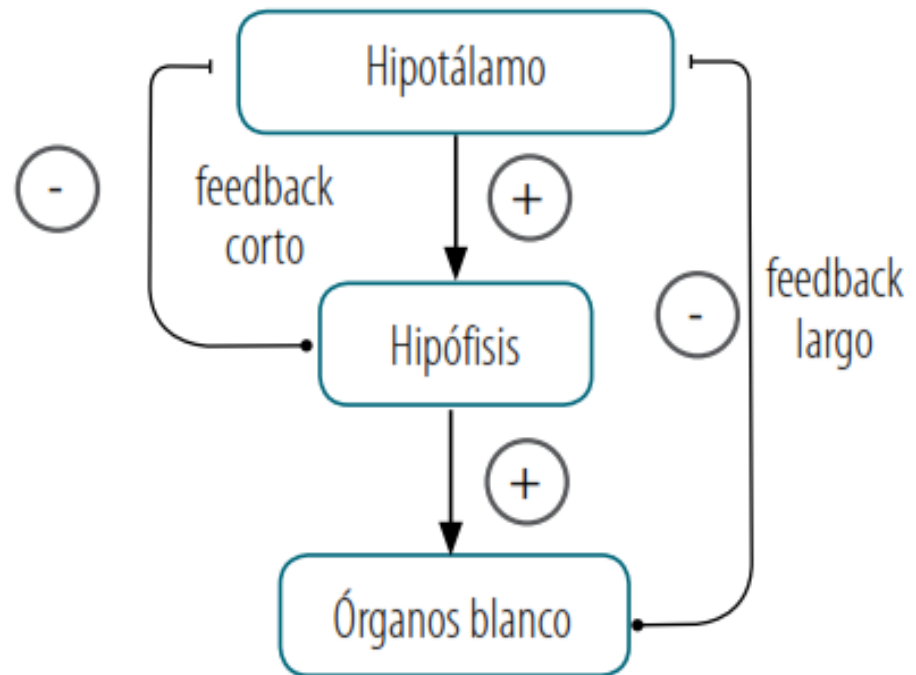 Hipotálamo
-
feedback
corto
+
Hipófisis
-
feedback
largo
+
Órganos blanco